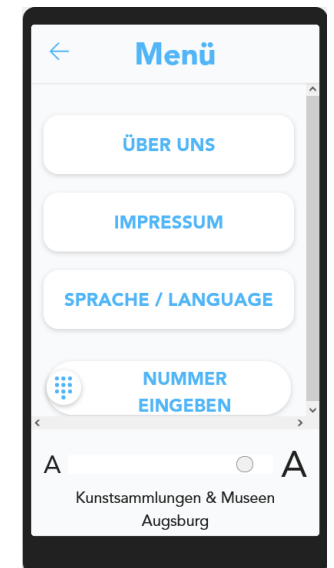 Menü
ÜBER UNS
IMPRESSUM
SPRACHE / LANGUAGE
NUMMER
EINGEBEN
A A
Kunstsammlungen & Museen
Augsburg